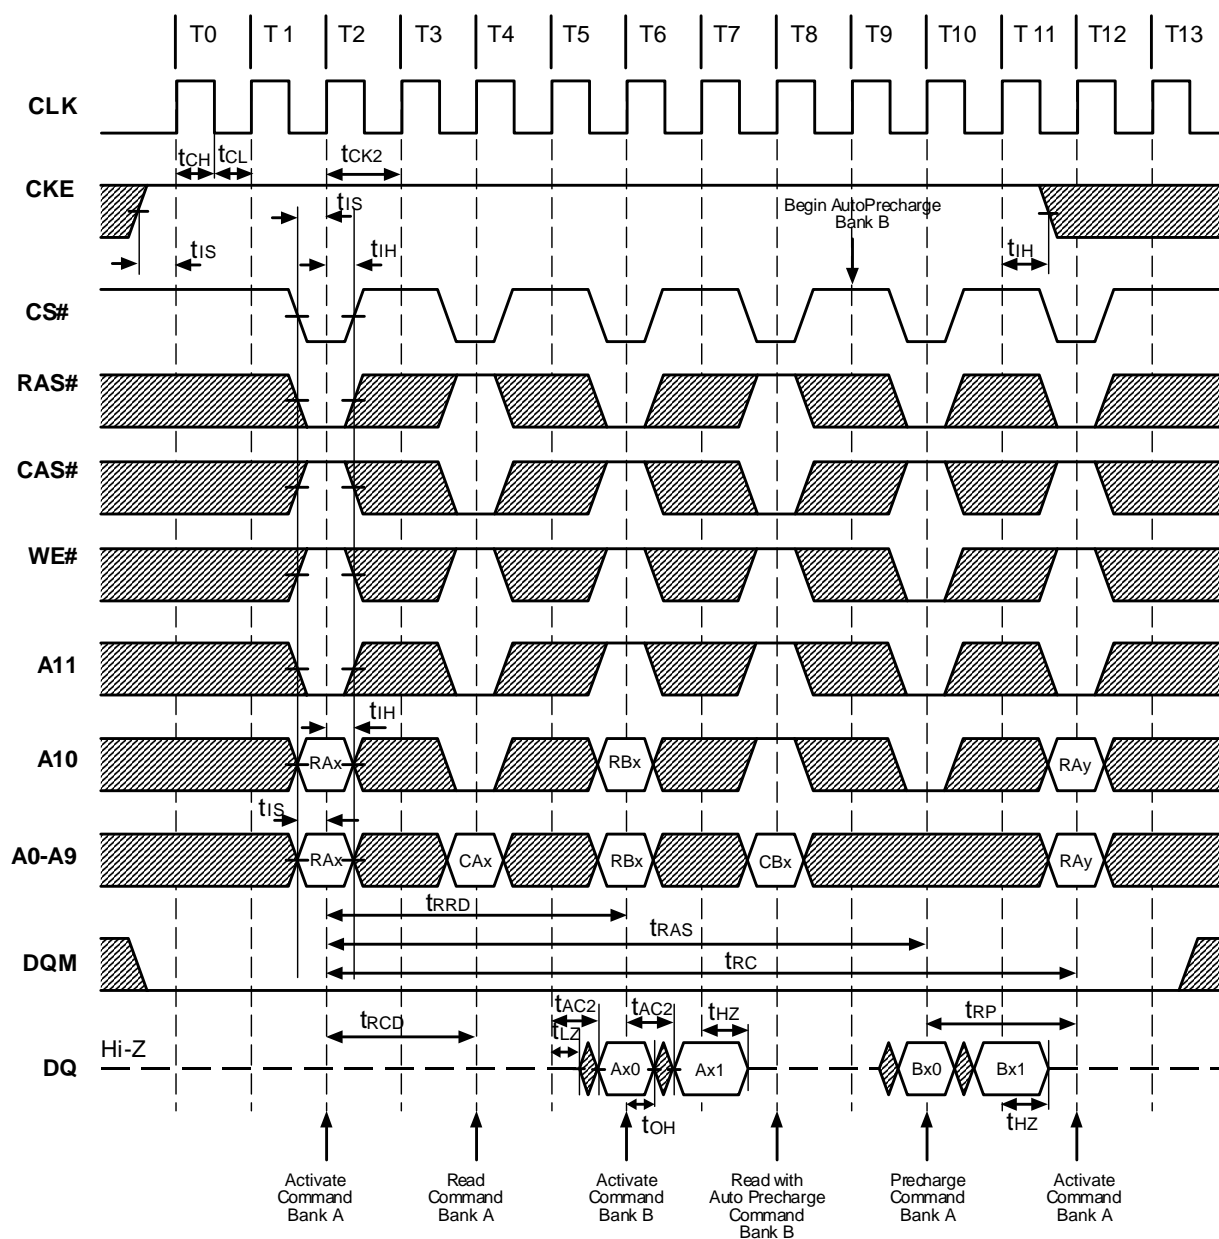 T0 T1 T2 T3 T4 T5 T6 T7 T8 T9 T10 T11 T12 T13
CLK
tCH tCL tCK2
CKE
tIS
Begin AutoPrecharge
Bank B
tIS tIH tIH
CS#
RAS#
CAS#
WE#
A11
tIH
A10 RAx RBx RAy
tIS
A0-A9 RAx CAx RBx CBx RAy
tRRD
tRAS
DQM tRC
tAC2 tAC2 tHZ tRP
tRCD tLZ
Hi-Z
DQ Ax0 Ax1 Bx0 Bx1
tOH tHZ
Activate
Command
Bank A
Read
Command
Bank A
Activate
Command
Bank B
Read with
Auto Precharge
Command
Bank B
Precharge
Command
Bank A
Activate
Command
Bank A